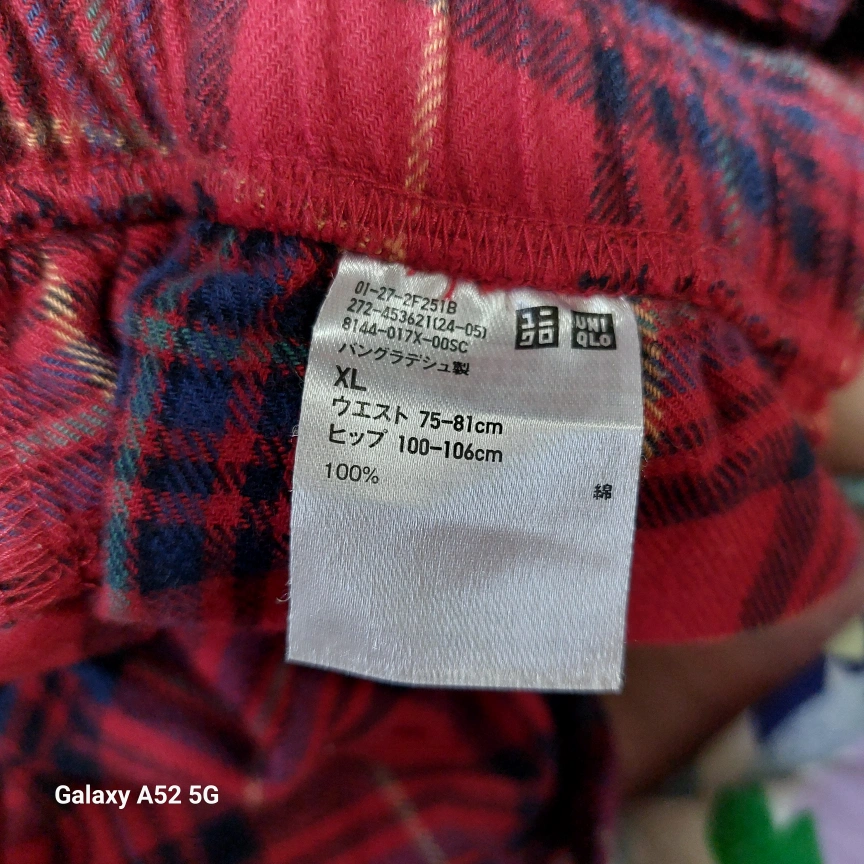 01-27-2F251B
272-453621(24-05)
8144-017X-00SC
ユニ
クロ
UNI
QLO
バングラデシュ製
XL
ウエスト 75-81cm
ヒップ 100-106cm
100% 綿
Galaxy A52 5G